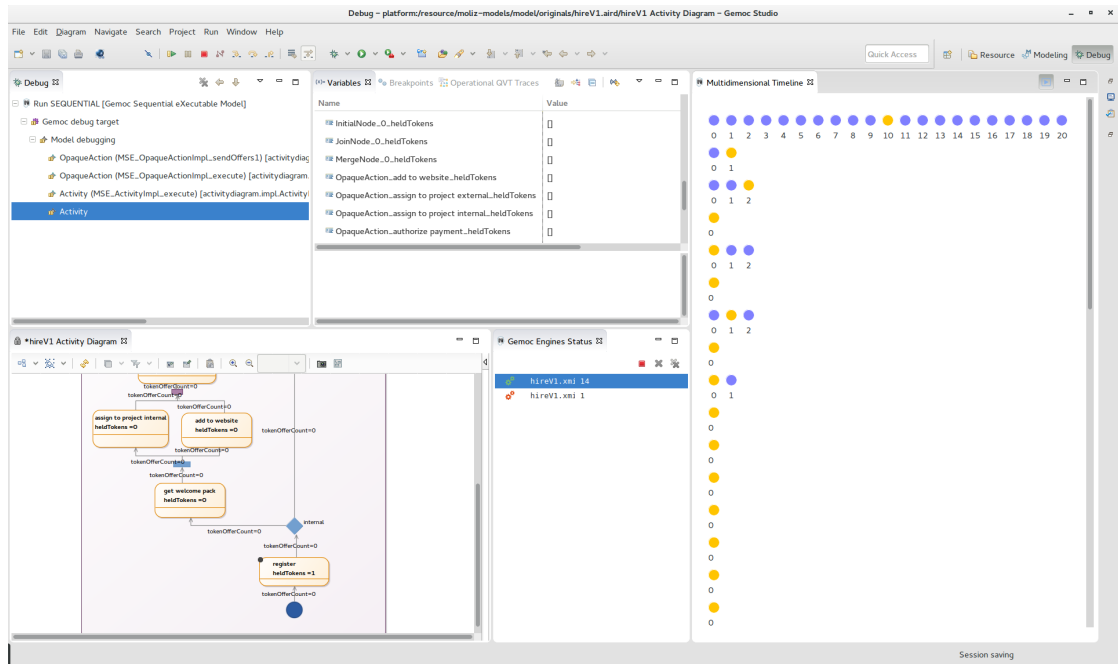 Debug – platform:/resource/moliz-models/model/originals/hireV1.aird/hireV1 Activity Diagram – Gemoc Studio
File Edit Diagram Navigate Search Project Run Window Help
Quick Access
Resource
Modeling
Debug
Debug
Run SEQUENTIAL [Gemoc Sequential eXecutable Model]
Gemoc debug target
Model debugging
OpaqueAction (MSE_OpaqueActionImpl_sendOffers1) [activitydiag
OpaqueAction (MSE_OpaqueActionImpl_execute) [activitydiagram.
Activity (MSE_ActivityImpl_execute) [activitydiagram.impl.Activity
Activity
Variables
Breakpoints
Operational QVT Traces
Name Value
InitialNode_0_heldTokens []
JoinNode_0_heldTokens []
MergeNode_0_heldTokens []
OpaqueAction_add to website_heldTokens []
OpaqueAction_assign to project external_heldTokens []
OpaqueAction_assign to project internal_heldTokens []
OpaqueAction_authorize payment_heldTokens []
Multidimensional Timeline
0 1 2 3 4 5 6 7 8 9 10 11 12 13 14 15 16 17 18 19 20
0 1
0 1 2
0
0 1 2
0
0 1 2
0
0 1
0
0
0
0
0
0
0
*hireV1 Activity Diagram
tokenOfferCount=0
tokenOfferCount=0
tokenOfferCount=0
assign to project internal
heldTokens =0
add to website
heldTokens =0
tokenOfferCount=0
tokenOfferCount=0
tokenOfferCount=0
tokenOfferCount=0
get welcome pack
heldTokens =0
internal
tokenOfferCount=0
tokenOfferCount=0
register
heldTokens =1
tokenOfferCount=0
Gemoc Engines Status
hireV1.xmi 14
hireV1.xmi 1
Session saving